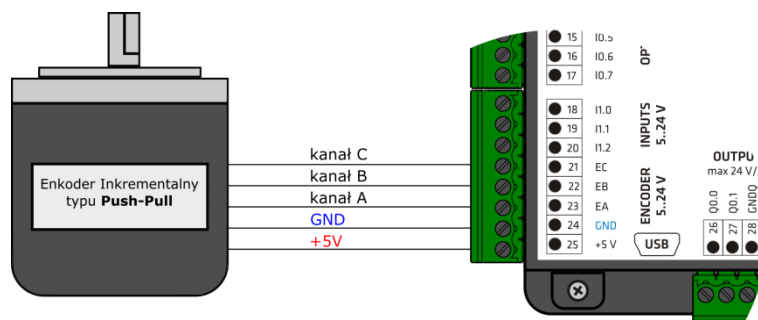 Enkoder Inkrementalny
typu Push-Pull
kanał C
kanał B
kanał A
GND
+5V
15 I0.5
16 I0.6
17 I0.7
18 I1.0
19 I1.1
20 I1.2
21 EC
22 EB
23 EA
24 GND
25 +5 V
INPUTS
5..24 V
ENCODER
5..24 V
USB
max 24 V/
26 Q0.0
27 Q0.1
28 GNDQ